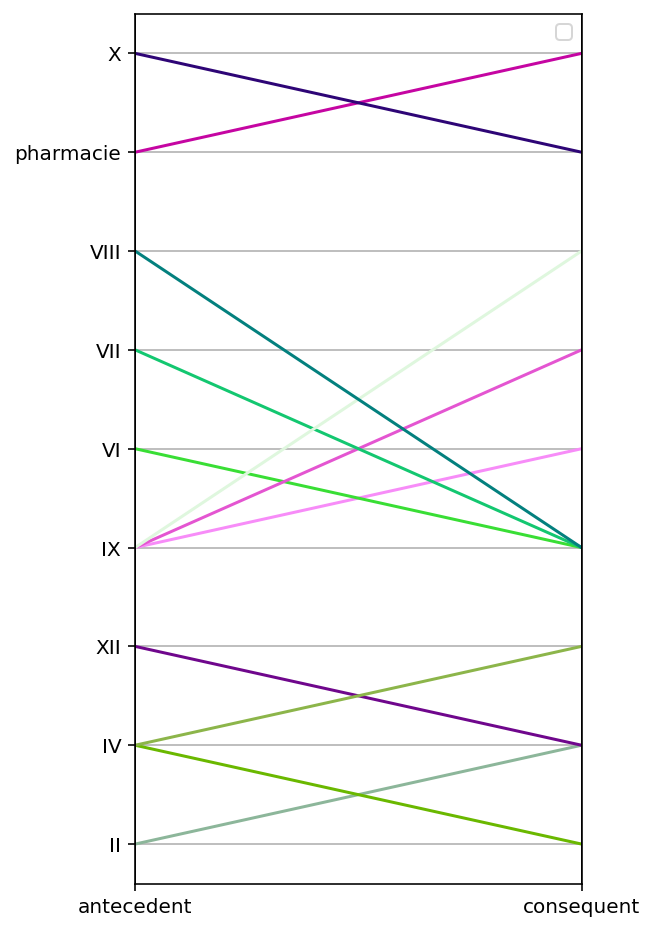 X
pharmacie
VIII
VII
VI
IX
XII
IV
II
antecedent consequent